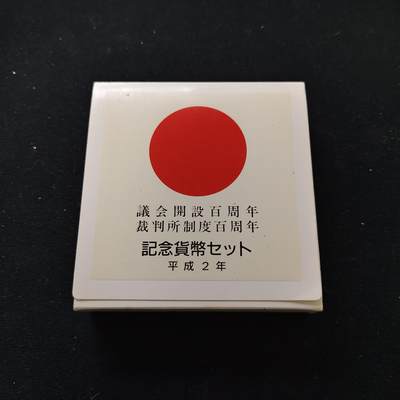 議会開設百周年
裁判所制度百周年
記念貨幣セット
平成2年